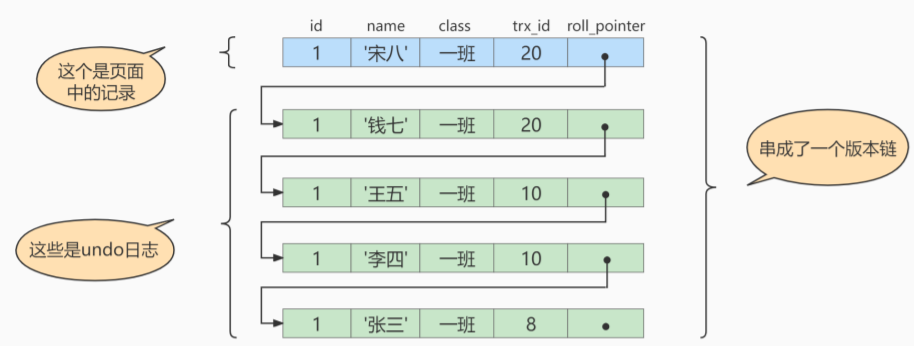 id name class trx_id roll_pointer
1 '宋八' 一班 20
这个是页面
中的记录
1 '钱七' 一班 20
串成了一个版本链
1 '王五' 一班 10
这些是undo日志
1 '李四' 一班 10
1 '张三' 一班 8